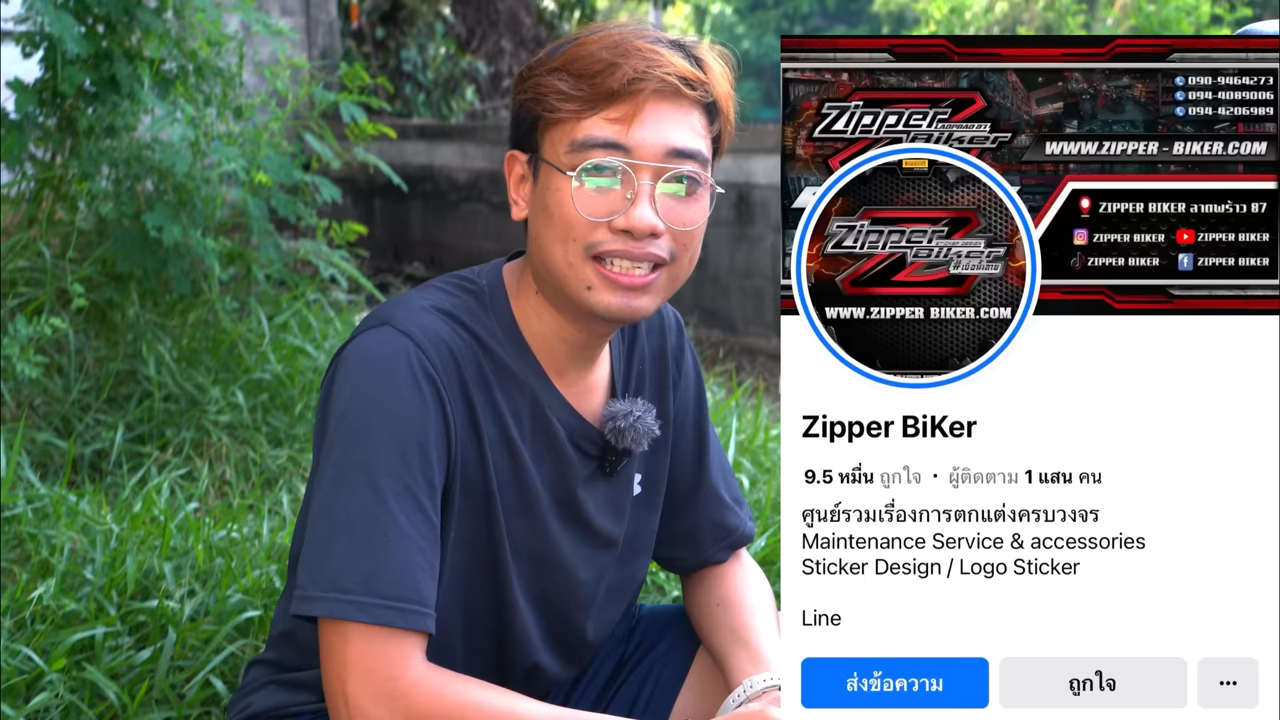 Zipper
LADPRAO 87
Biker
090-9464273
094-4089006
094-4206989
WWW.ZIPPER - BIKER.COM
ZIPPER BIKER ลาดพร้าว 87
ZIPPER BIKER
ZIPPER BIKER
ZIPPER BIKER
ZIPPER BIKER
PIRELLI
Zipper
Biker
WWW.ZIPPER BIKER.COM
Zipper BiKer
9.5 หมื่น ถูกใจ · ผู้ติดตาม 1 แสน คน
ศูนย์รวมเรื่องการตกแต่งครบวงจร
Maintenance Service & accessories
Sticker Design / Logo Sticker
Line
ส่งข้อความ
ถูกใจ